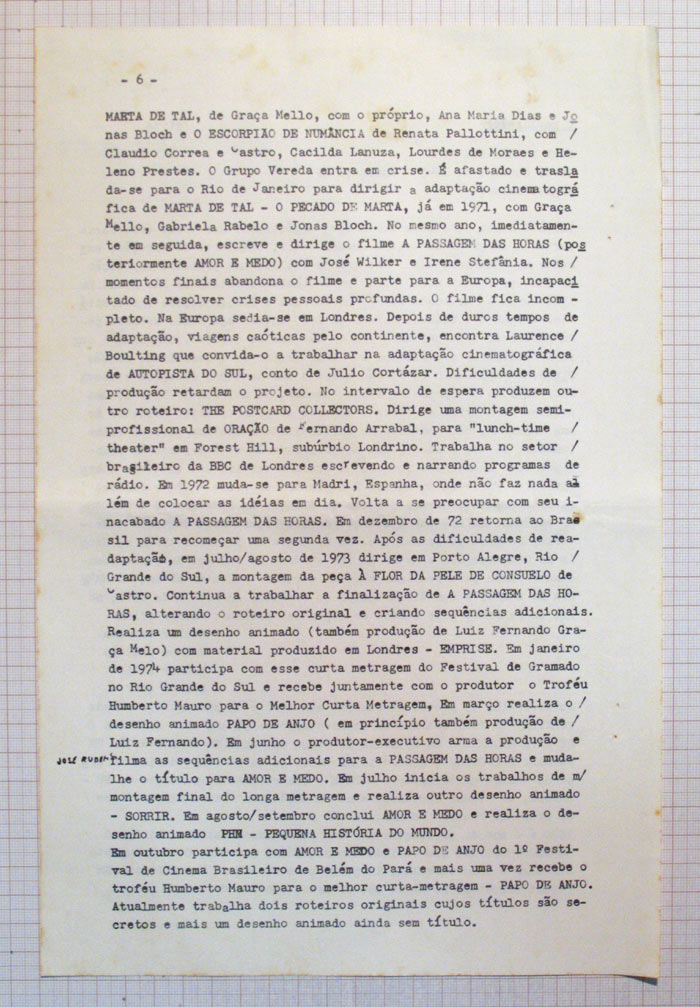 - 6 -
MARTA DE TAL, de Graça Mello, com o próprio, Ana Maria Dias e Jo
nas Bloch e O ESCORPIÃO DE NUMÂNCIA de Renata Pallottini, com /
Claudio Correa e Castro, Cacilda Lanuza, Lourdes de Moraes e He-
leno Prestes. O Grupo Vereda entra em crise. É afastado e trasla
da-se para o Rio de Janeiro para dirigir a adaptação cinematográ
fica de MARTA DE TAL - O PECADO DE MARTA, já em 1971, com Graça
Mello, Gabriela Rabelo e Jonas Bloch. No mesmo ano, imediatamen-
te em seguida, escreve e dirige o filme A PASSAGEM DAS HORAS (pos
teriormente AMOR E MEDO) com José Wilker e Irene Stefânia. Nos /
momentos finais abandona o filme e parte para a Europa, incapaci
tado de resolver crises pessoais profundas. O filme fica incom -
pleto. Na Europa sedia-se em Londres. Depois de duros tempos de
adaptação, viagens caóticas pelo continente, encontra Laurence /
Boulting que convida-o a trabalhar na adaptação cinematográfica
de AUTOPISTA DO SUL, conto de Julio Cortázar. Dificuldades de /
produção retardam o projeto. No intervalo de espera produzem ou-
tro roteiro: THE POSTCARD COLLECTORS. Dirige uma montagem semi-
profissional de ORAÇÃO de Fernando Arrabal, para "lunch-time /
theater" em Forest Hill, subúrbio Londrino. Trabalha no setor /
brasileiro da BBC de Londres escrevendo e narrando programas de
rádio. Em 1972 muda-se para Madri, Espanha, onde não faz nada al
lém de colocar as idéias em dia. Volta a se preocupar com seu i-
nacabado A PASSAGEM DAS HORAS. Em dezembro de 72 retorna ao Bra
sil para recomeçar uma segunda vez. Após as dificuldades de rea-
daptação, em julho/agosto de 1973 dirige em Porto Alegre, Rio /
Grande do Sul, a montagem da peça À FLOR DA PELE DE CONSUELO de
Castro. Continua a trabalhar a finalização de A PASSAGEM DAS HO-
RAS, alterando o roteiro original e criando sequências adicionais.
Realiza um desenho animado (também produção de Luiz Fernando Gra-
ça Melo) com material produzido em Londres - EMPRISE. Em janeiro
de 1974 participa com esse curta metragem do Festival de Gramado
no Rio Grande do Sul e recebe juntamente com o produtor o Troféu
Humberto Mauro para o Melhor Curta Metragem, Em março realiza o /
desenho animado PAPO DE ANJO ( em princípio também produção de /
Luiz Fernando). Em junho o produtor-executivo arma a produção e
JOSÉ RUBENS filma as sequências adicionais para a PASSAGEM DAS HORAS e muda-
lhe o título para AMOR E MEDO. Em julho inicia os trabalhos de m/
montagem final do longa metragem e realiza outro desenho animado
- SORRIR. Em agosto/setembro conclui AMOR E MEDO e realiza o de-
senho animado PHM - PEQUENA HISTÓRIA DO MUNDO.
Em outubro participa com AMOR E MEDO e PAPO DE ANJO do 1º Festi-
val de Cinema Brasileiro de Belém do Pará e mais uma vez recebe o
troféu Humberto Mauro para o melhor curta-metragem - PAPO DE ANJO.
Atualmente trabalha dois roteiros originais cujos títulos são se-
cretos e mais um desenho animado ainda sem título.